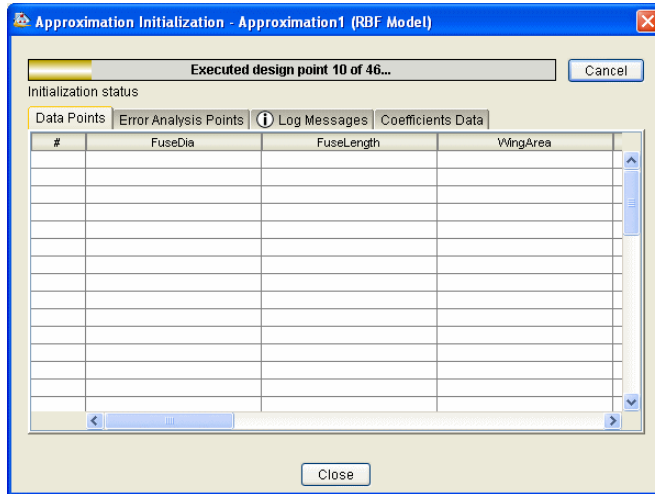 Approximation Initialization - Approximation1 (RBF Model)
Executed design point 10 of 46...
Cancel
Initialization status
Data Points Error Analysis Points Log Messages Coefficients Data
# FuseDia FuseLength WingArea
Close